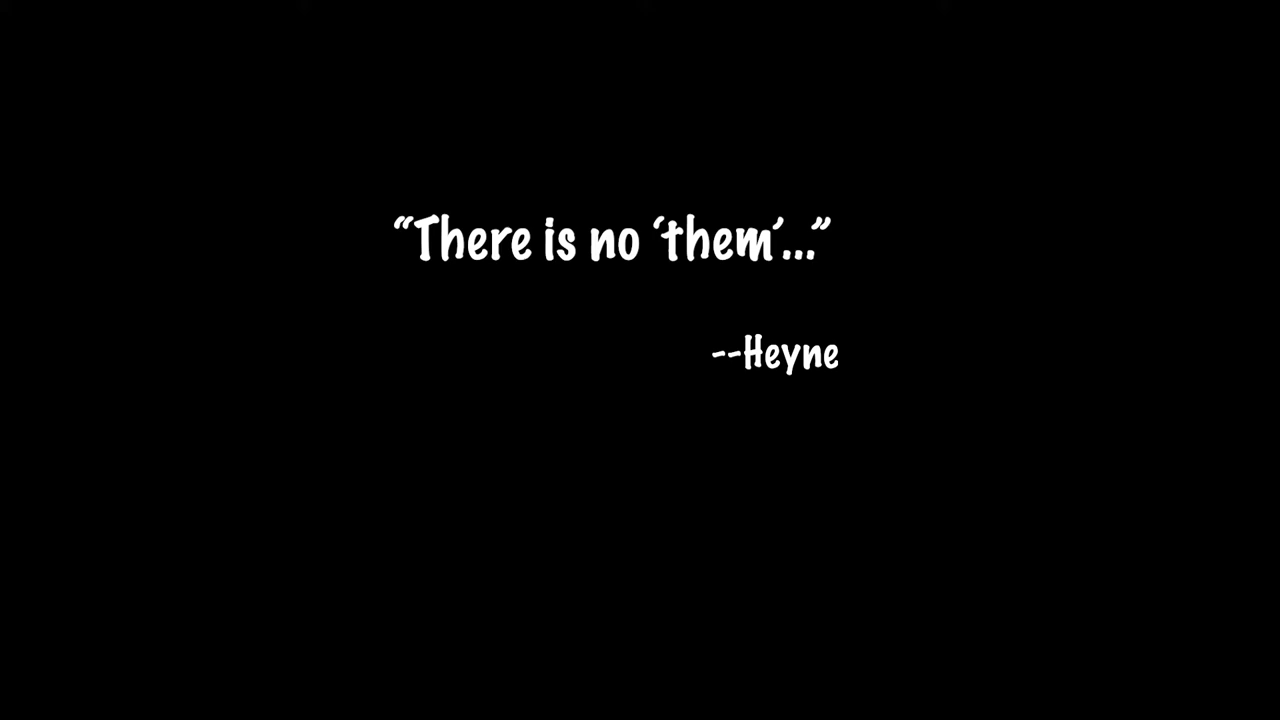 “There is no ‘them’...”
--Heyne